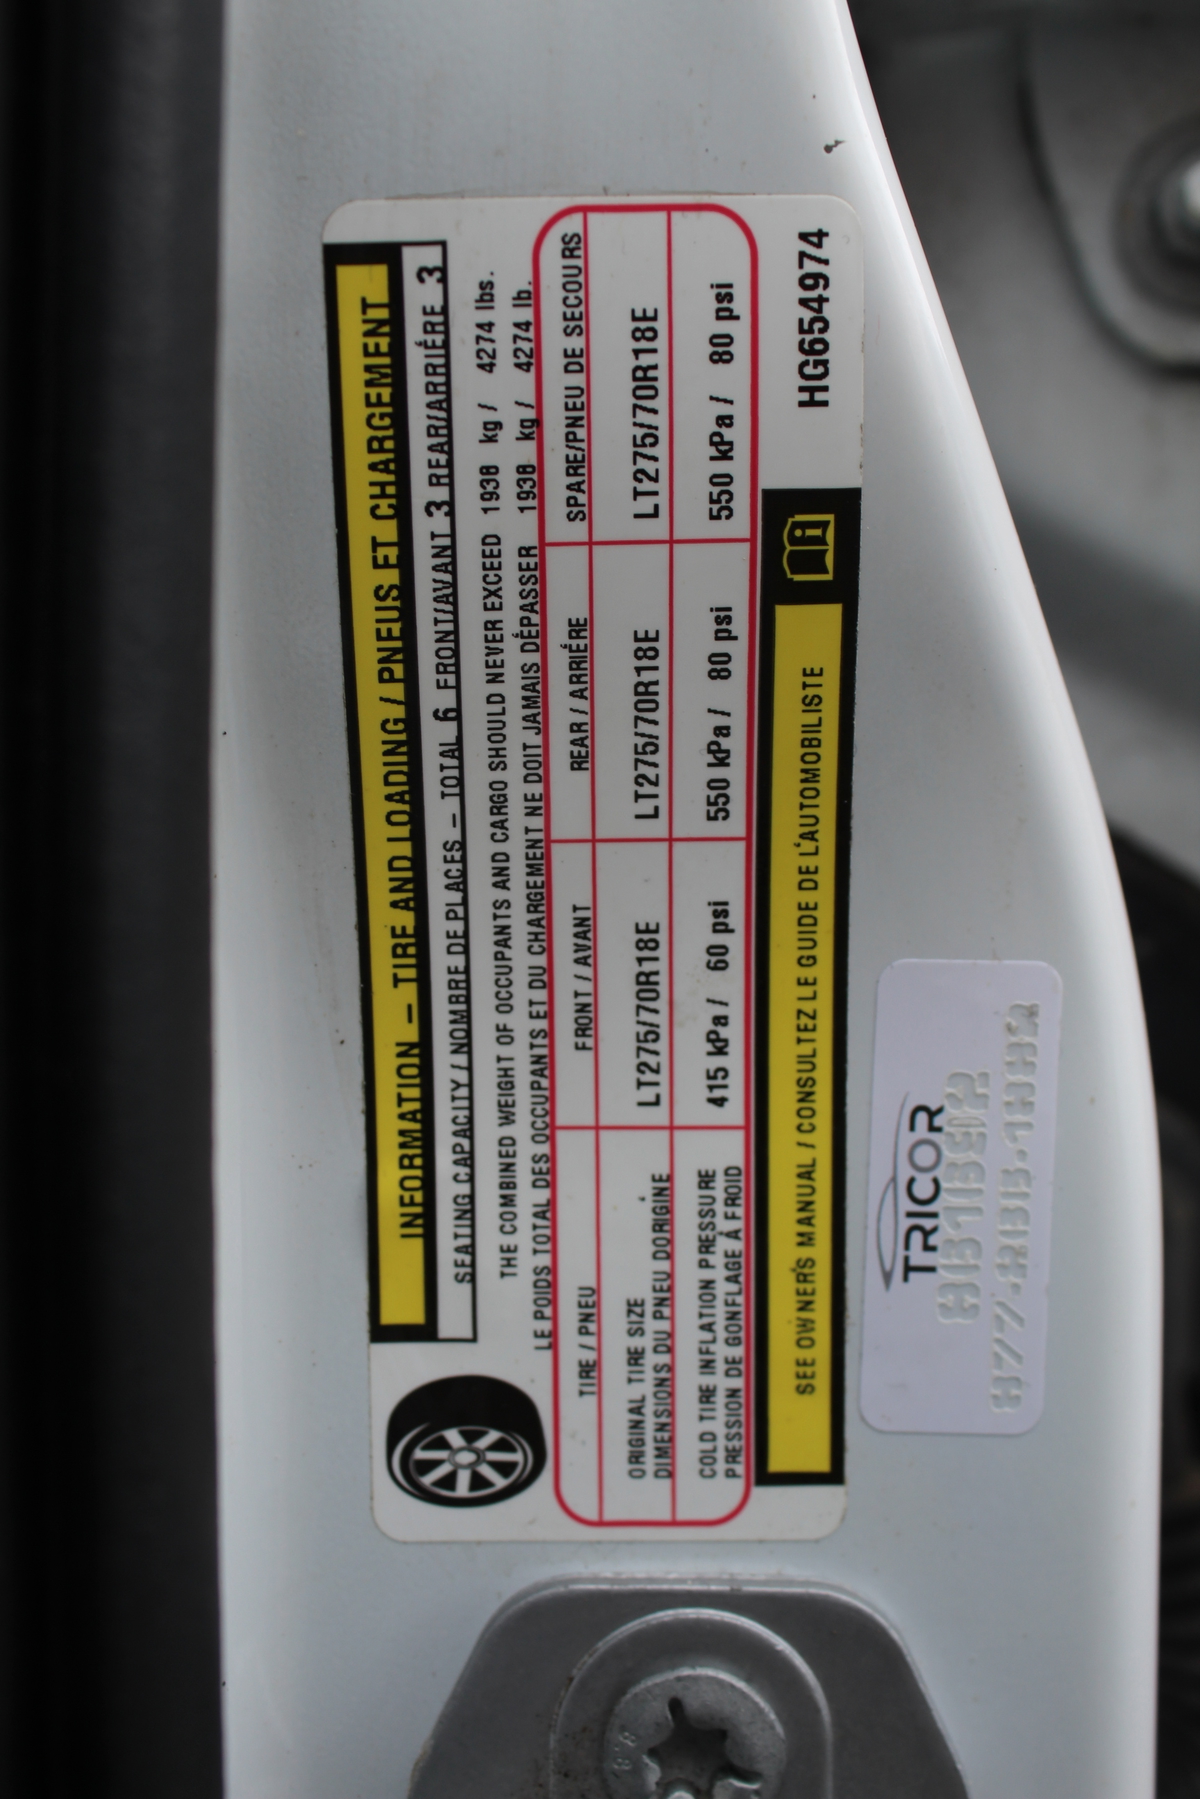 INFORMATION – TIRE AND LOADING / PNEUS ET CHARGEMENT
SEATING CAPACITY / NOMBRE DE PLACES – TOTAL 6 FRONT/AVANT 3 REAR/ARRIÉRE 3
THE COMBINED WEIGHT OF OCCUPANTS AND CARGO SHOULD NEVER EXCEED 1938 kg / 4274 lbs.
LE POIDS TOTAL DES OCCUPANTS ET DU CHARGEMENT NE DOIT JAMAIS DÉPASSER 1938 kg / 4274 lb.
TIRE / PNEU FRONT / AVANT REAR / ARRIÉRE SPARE/PNEU DE SECOURS
ORIGINAL TIRE SIZE
DIMENSIONS DU PNEU D'ORIGINE
LT275/70R18E LT275/70R18E LT275/70R18E
COLD TIRE INFLATION PRESSURE
PRESSION DE GONFLAGE Á FROID
415 kPa / 60 psi 550 kPa / 80 psi 550 kPa / 80 psi
SEE OWNER'S MANUAL / CONSULTEZ LE GUIDE DE L'AUTOMOBILISTE
HG654974
TRICOR
8.8